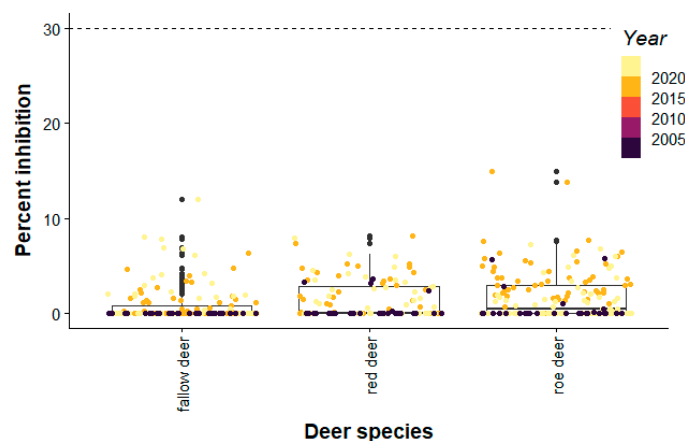 30
20
10
0
Percent inhibition
fallow deer
red deer
roe deer
Deer species
Year
2020
2015
2010
2005